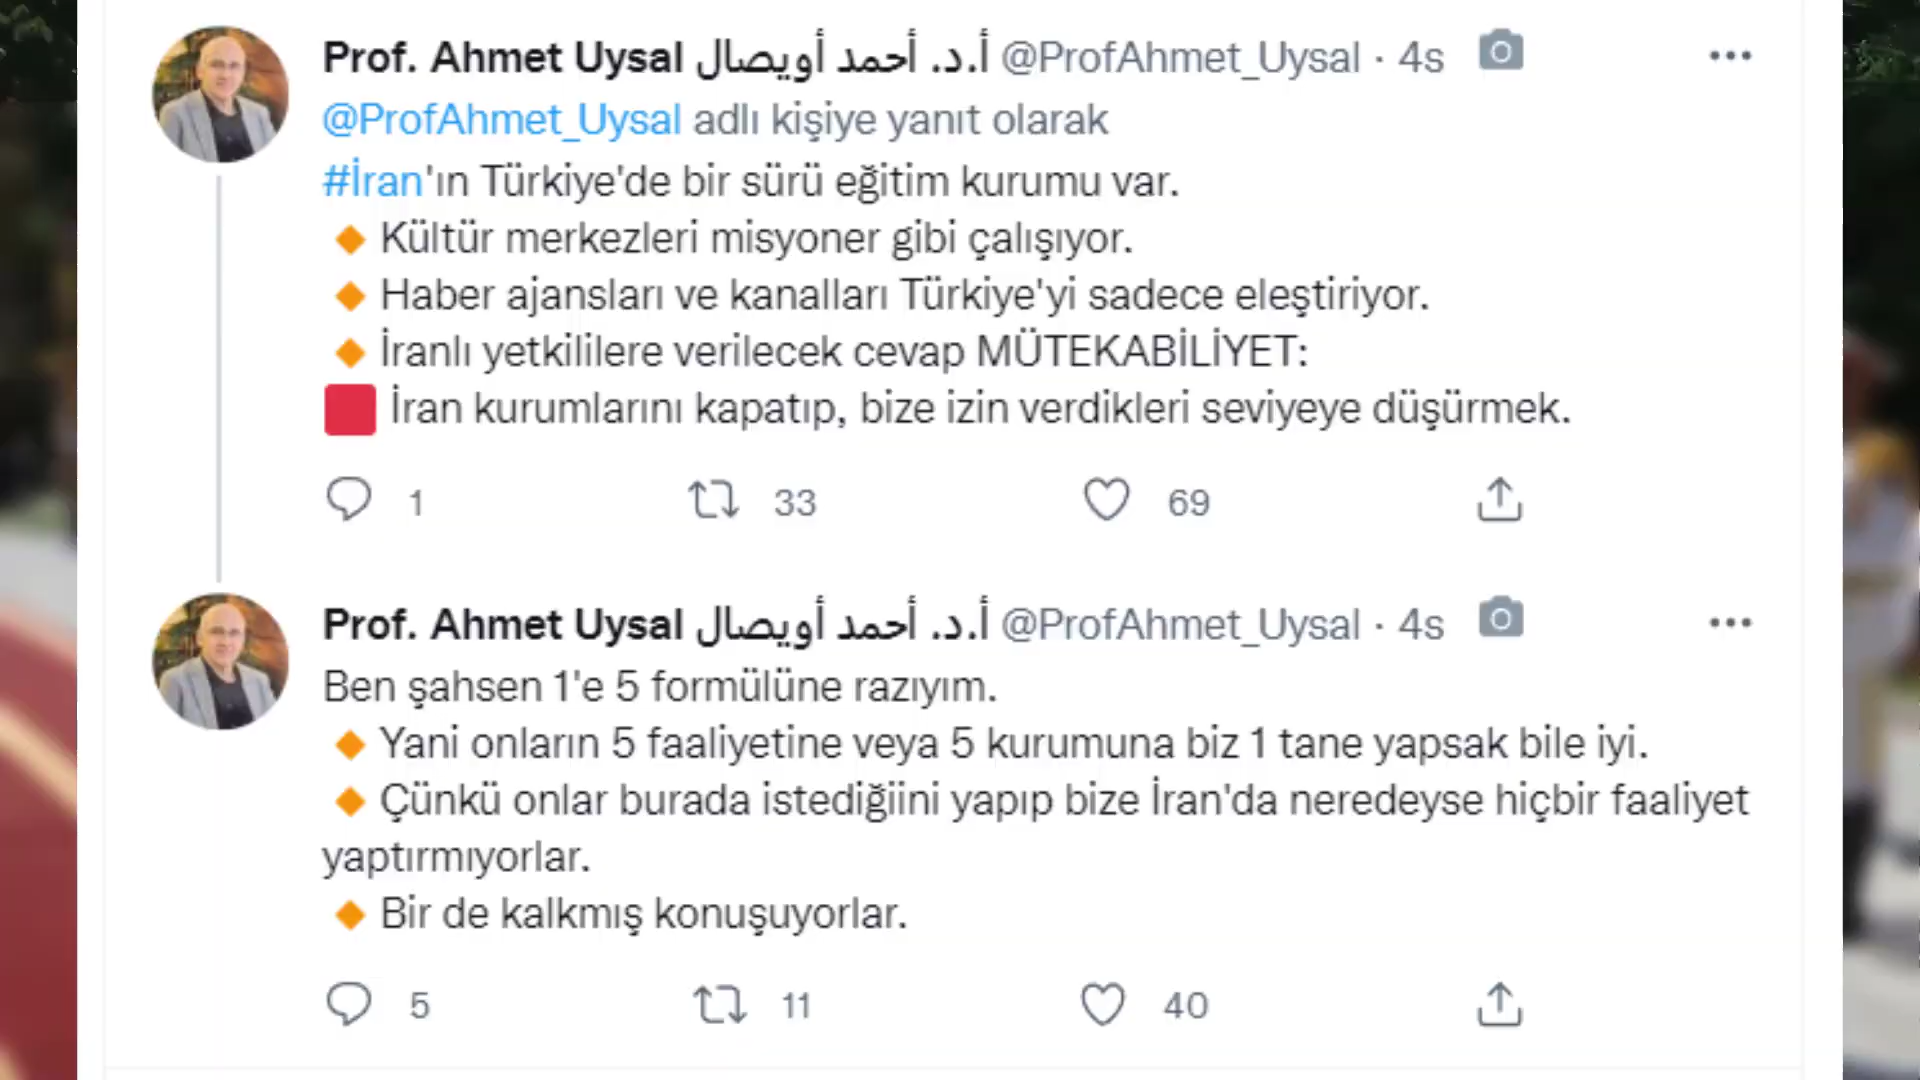 Prof. Ahmet Uysal أ.د. أحمد أويصال @ProfAhmet_Uysal · 4s
@ProfAhmet_Uysal adlı kişiye yanıt olarak
#İran'ın Türkiye'de bir sürü eğitim kurumu var.
🔸 Kültür merkezleri misyoner gibi çalışıyor.
🔸 Haber ajansları ve kanalları Türkiye'yi sadece eleştiriyor.
🔸 İranlı yetkililere verilecek cevap MÜTEKABİLİYET:
🟥 İran kurumlarını kapatıp, bize izin verdikleri seviyeye düşürmek.
1 33 69
Prof. Ahmet Uysal أ.د. أحمد أويصال @ProfAhmet_Uysal · 4s
Ben şahsen 1'e 5 formülüne razıyım.
🔸 Yani onların 5 faaliyetine veya 5 kurumuna biz 1 tane yapsak bile iyi.
🔸 Çünkü onlar burada istediğiini yapıp bize İran'da neredeyse hiçbir faaliyet
yaptırmıyorlar.
🔸 Bir de kalkmış konuşuyorlar.
5 11 40